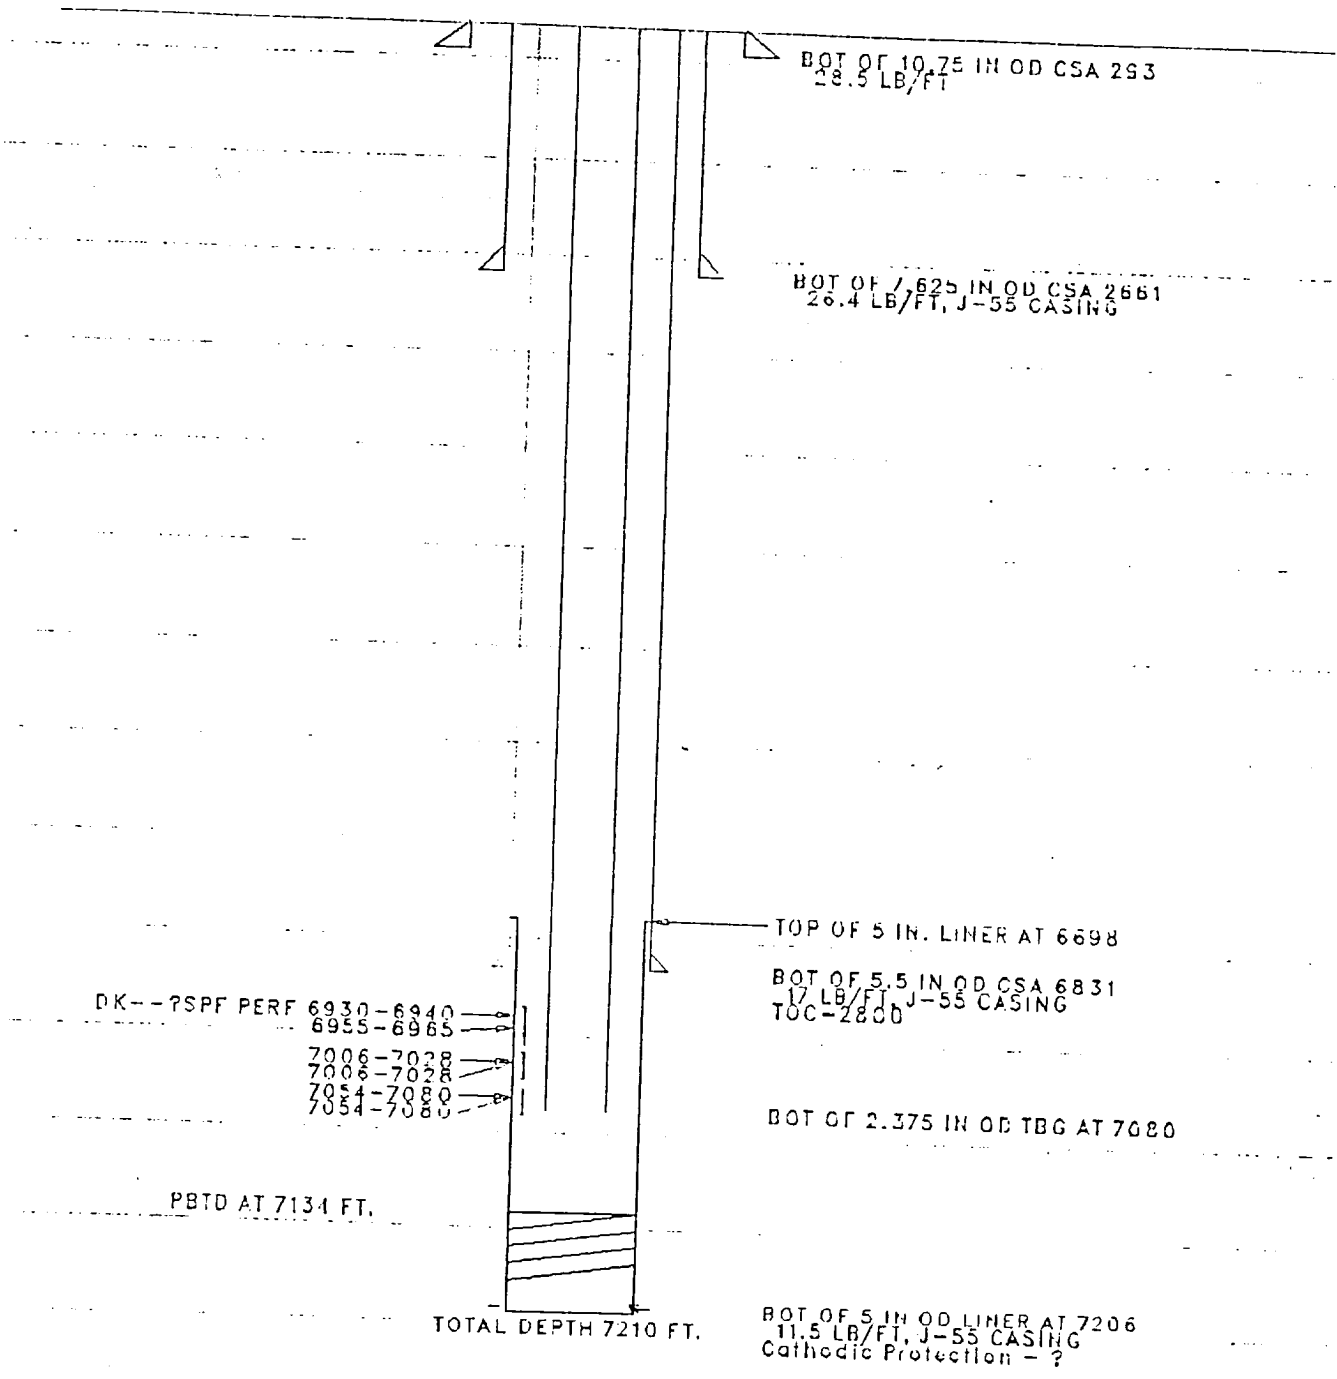 BOT OF 10.75 IN OD CSA 293
28.5 LB/FT
BOT OF 7.625 IN OD CSA 2661
26.4 LB/FT, J-55 CASING
TOP OF 5 IN. LINER AT 6698
BOT OF 5.5 IN OD CSA 6831
17 LB/FT, J-55 CASING
TOC-2800
DK--?SPF PERF 6930-6940
6955-6965
7006-7028
7006-7028
7054-7080
7054-7080
BOT OF 2.375 IN OD TBG AT 7080
PBTD AT 7134 FT.
TOTAL DEPTH 7210 FT.
BOT OF 5 IN OD LINER AT 7206
11.5 LB/FT, J-55 CASING
Cathodic Protection - ?